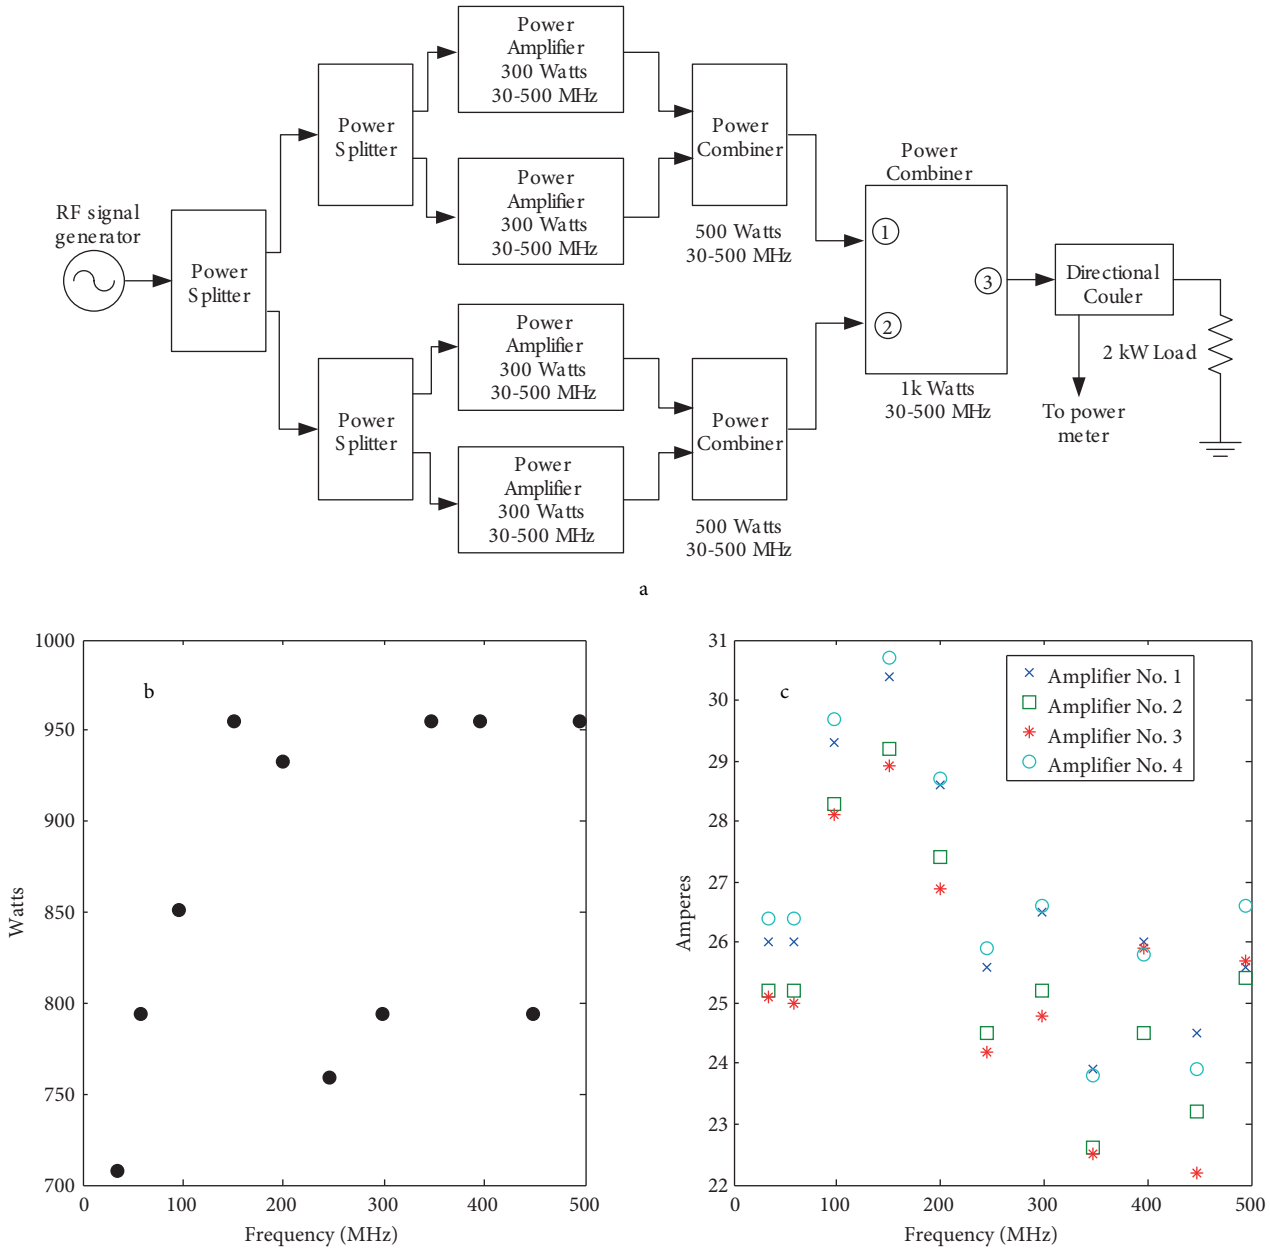 RF signal
generator
Power
Splitter
Power
Splitter
Power
Splitter
Power
Amplifier
300 Watts
30-500 MHz
Power
Amplifier
300 Watts
30-500 MHz
Power
Amplifier
300 Watts
30-500 MHz
Power
Amplifier
300 Watts
30-500 MHz
Power
Combiner
500 Watts
30-500 MHz
Power
Combiner
500 Watts
30-500 MHz
Power
Combiner
1
2
3
1k Watts
30-500 MHz
Directional
Couler
2 kW Load
To power
meter
a
1000
950
900
850
800
750
700
0 100 200 300 400 500
Watts
Frequency (MHz)
b
31
30
29
28
27
26
25
24
23
22
0 100 200 300 400 500
Amperes
Frequency (MHz)
c
Amplifier No. 1
Amplifier No. 2
Amplifier No. 3
Amplifier No. 4